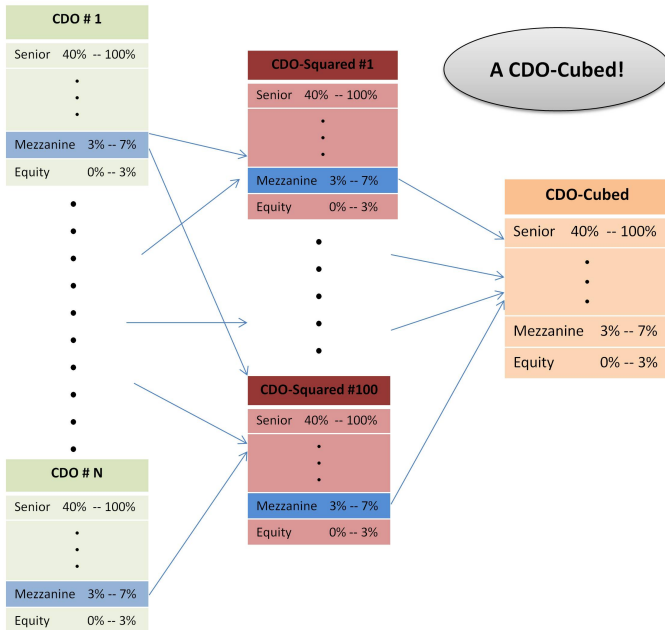 CDO # 1
Senior 40% -- 100%
Mezzanine 3% -- 7%
Equity 0% -- 3%
CDO # N
Senior 40% -- 100%
Mezzanine 3% -- 7%
Equity 0% -- 3%
CDO-Squared #1
Senior 40% -- 100%
Mezzanine 3% -- 7%
Equity 0% -- 3%
CDO-Squared #100
Senior 40% -- 100%
Mezzanine 3% -- 7%
Equity 0% -- 3%
A CDO-Cubed!
CDO-Cubed
Senior 40% -- 100%
Mezzanine 3% -- 7%
Equity 0% -- 3%